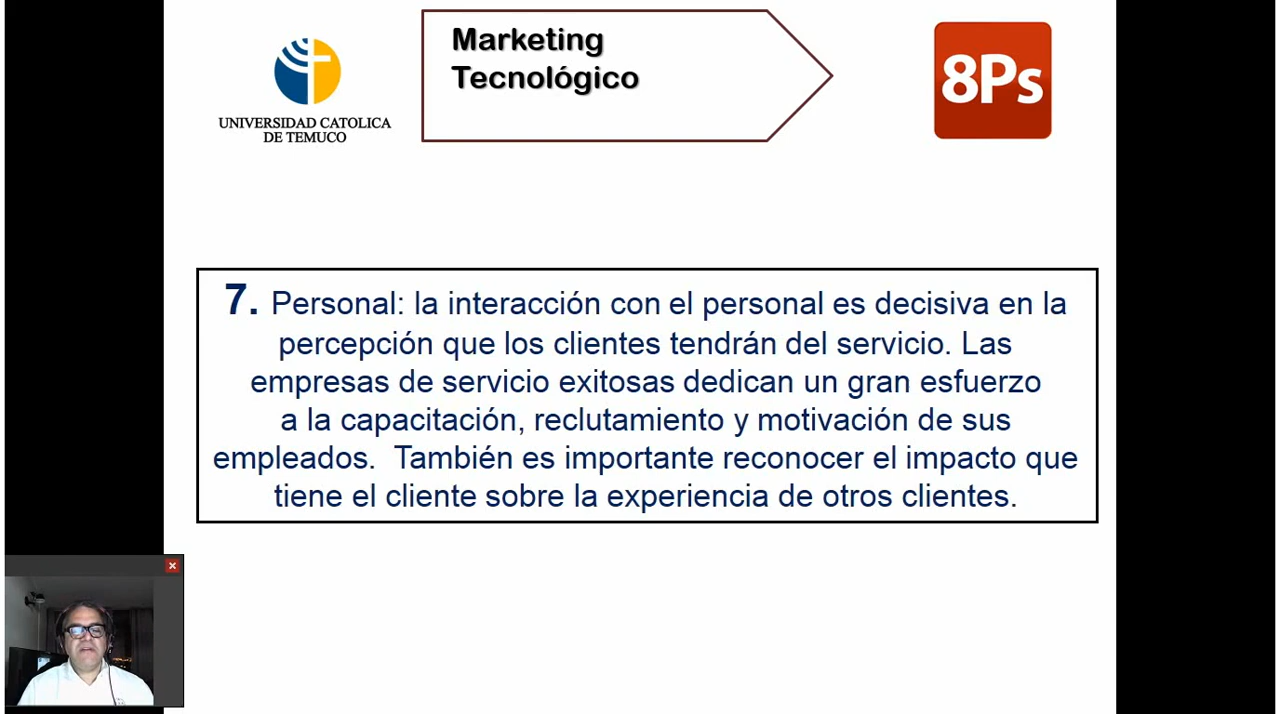 Marketing
Tecnológico
UNIVERSIDAD CATOLICA
DE TEMUCO
8Ps
7. Personal: la interacción con el personal es decisiva en la
percepción que los clientes tendrán del servicio. Las
empresas de servicio exitosas dedican un gran esfuerzo
a la capacitación, reclutamiento y motivación de sus
empleados.  También es importante reconocer el impacto que
tiene el cliente sobre la experiencia de otros clientes.